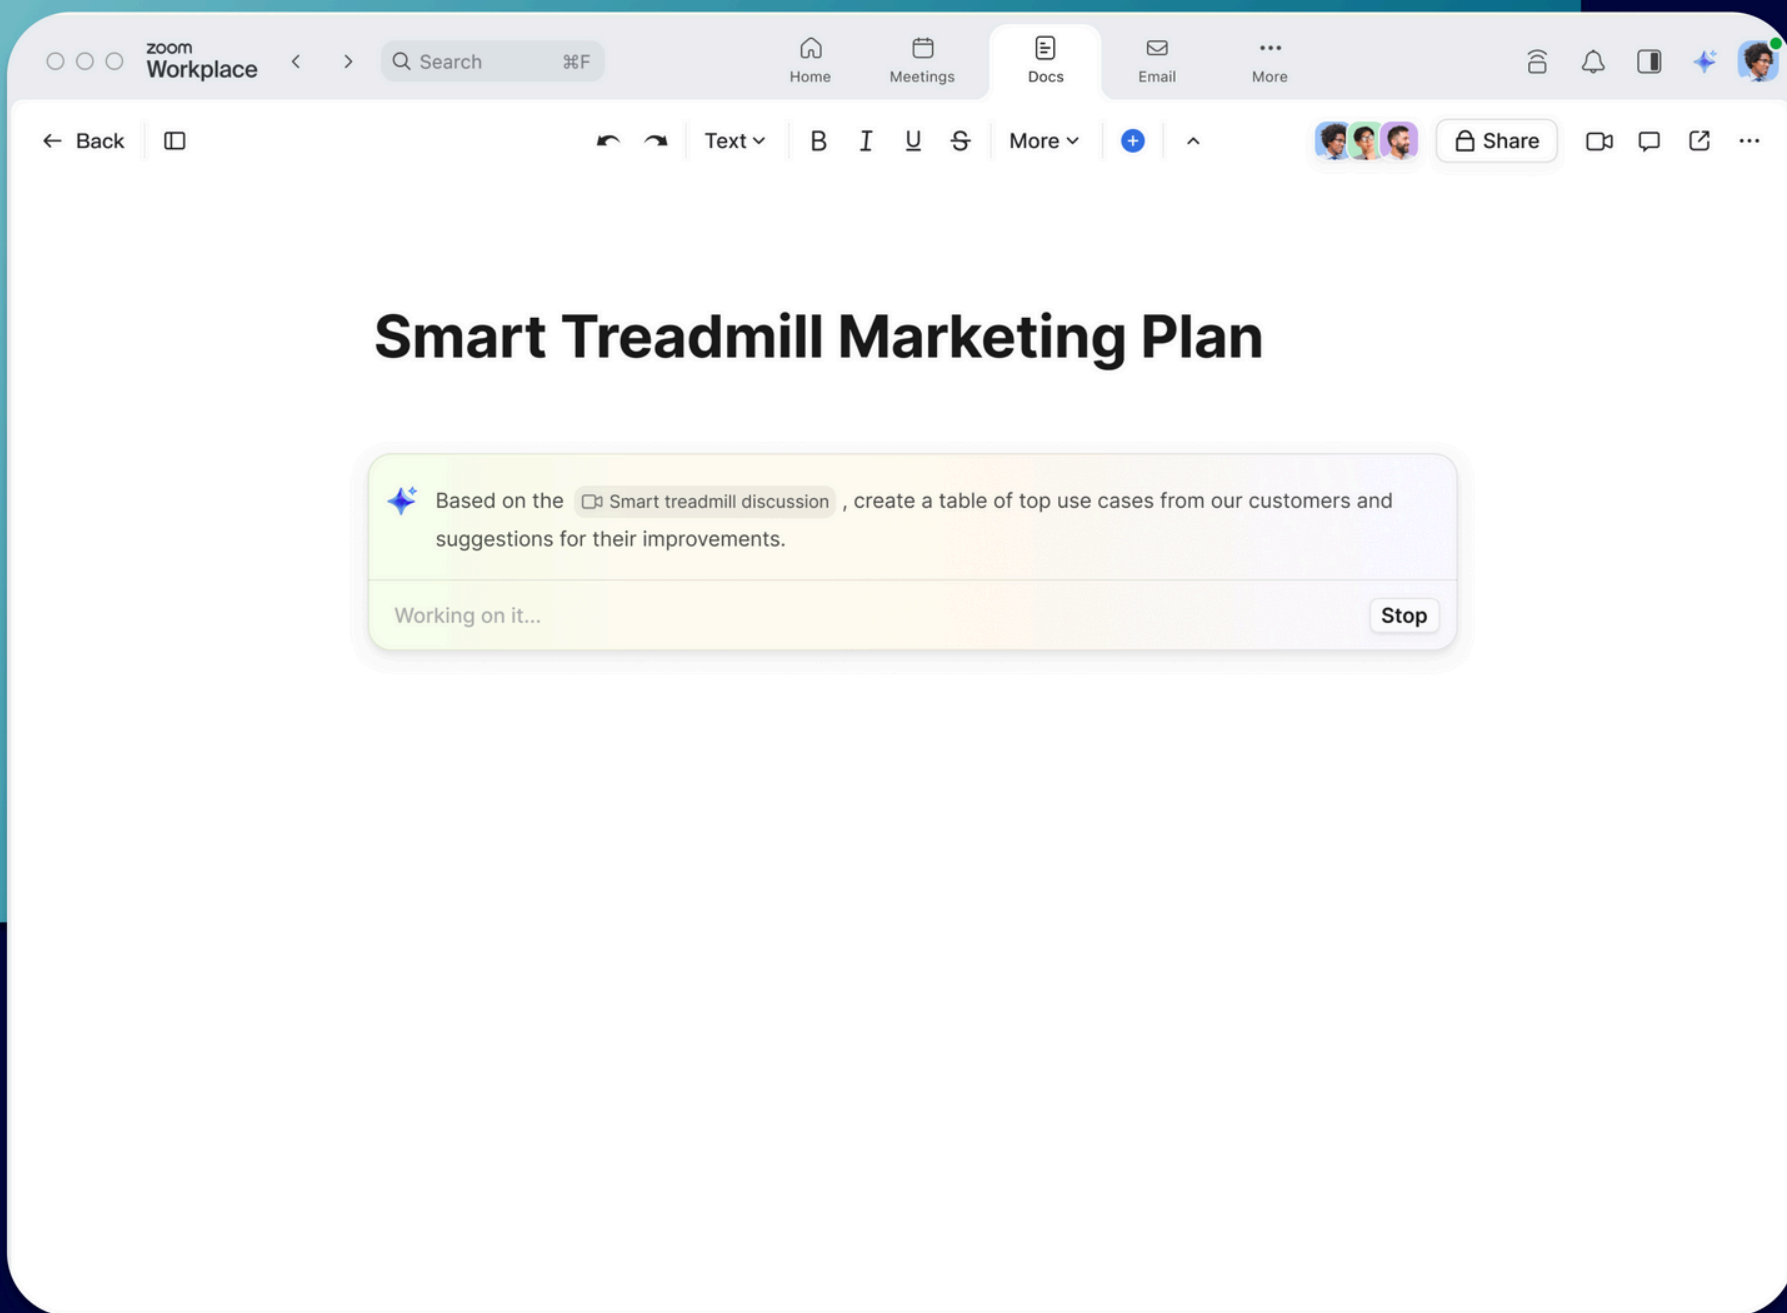 zoom
Workplace
Search ⌘F
Home
Meetings
Docs
Email
More
Back
Text
B I U S
More
Share
Smart Treadmill Marketing Plan
Based on the Smart treadmill discussion , create a table of top use cases from our customers and
suggestions for their improvements.
Working on it...
Stop